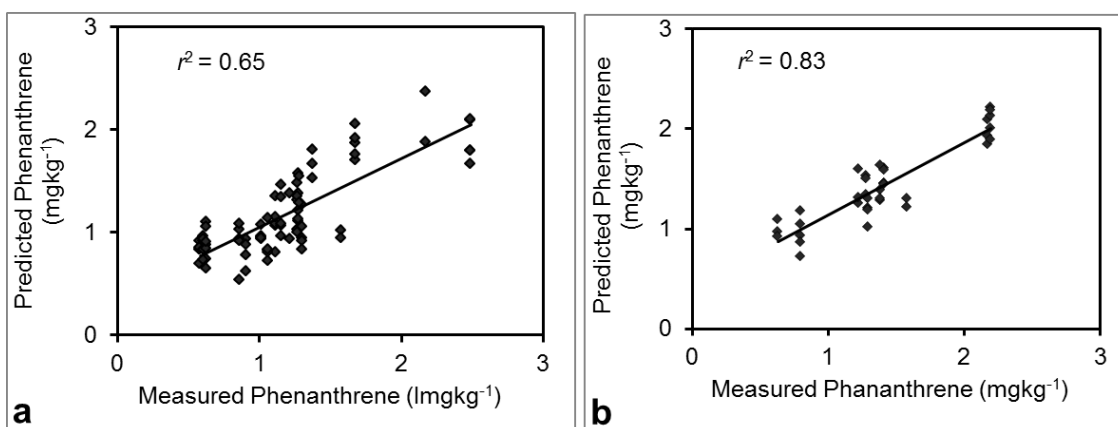 3
r² = 0.65
2
1
0
0 1 2 3
Predicted Phenanthrene
(mgkg⁻¹)
Measured Phenanthrene (lmgkg⁻¹)
a
3
r² = 0.83
2
1
0
0 1 2 3
Predicted Phenanthrene
(mgkg⁻¹)
Measured Phananthrene (mgkg⁻¹)
b